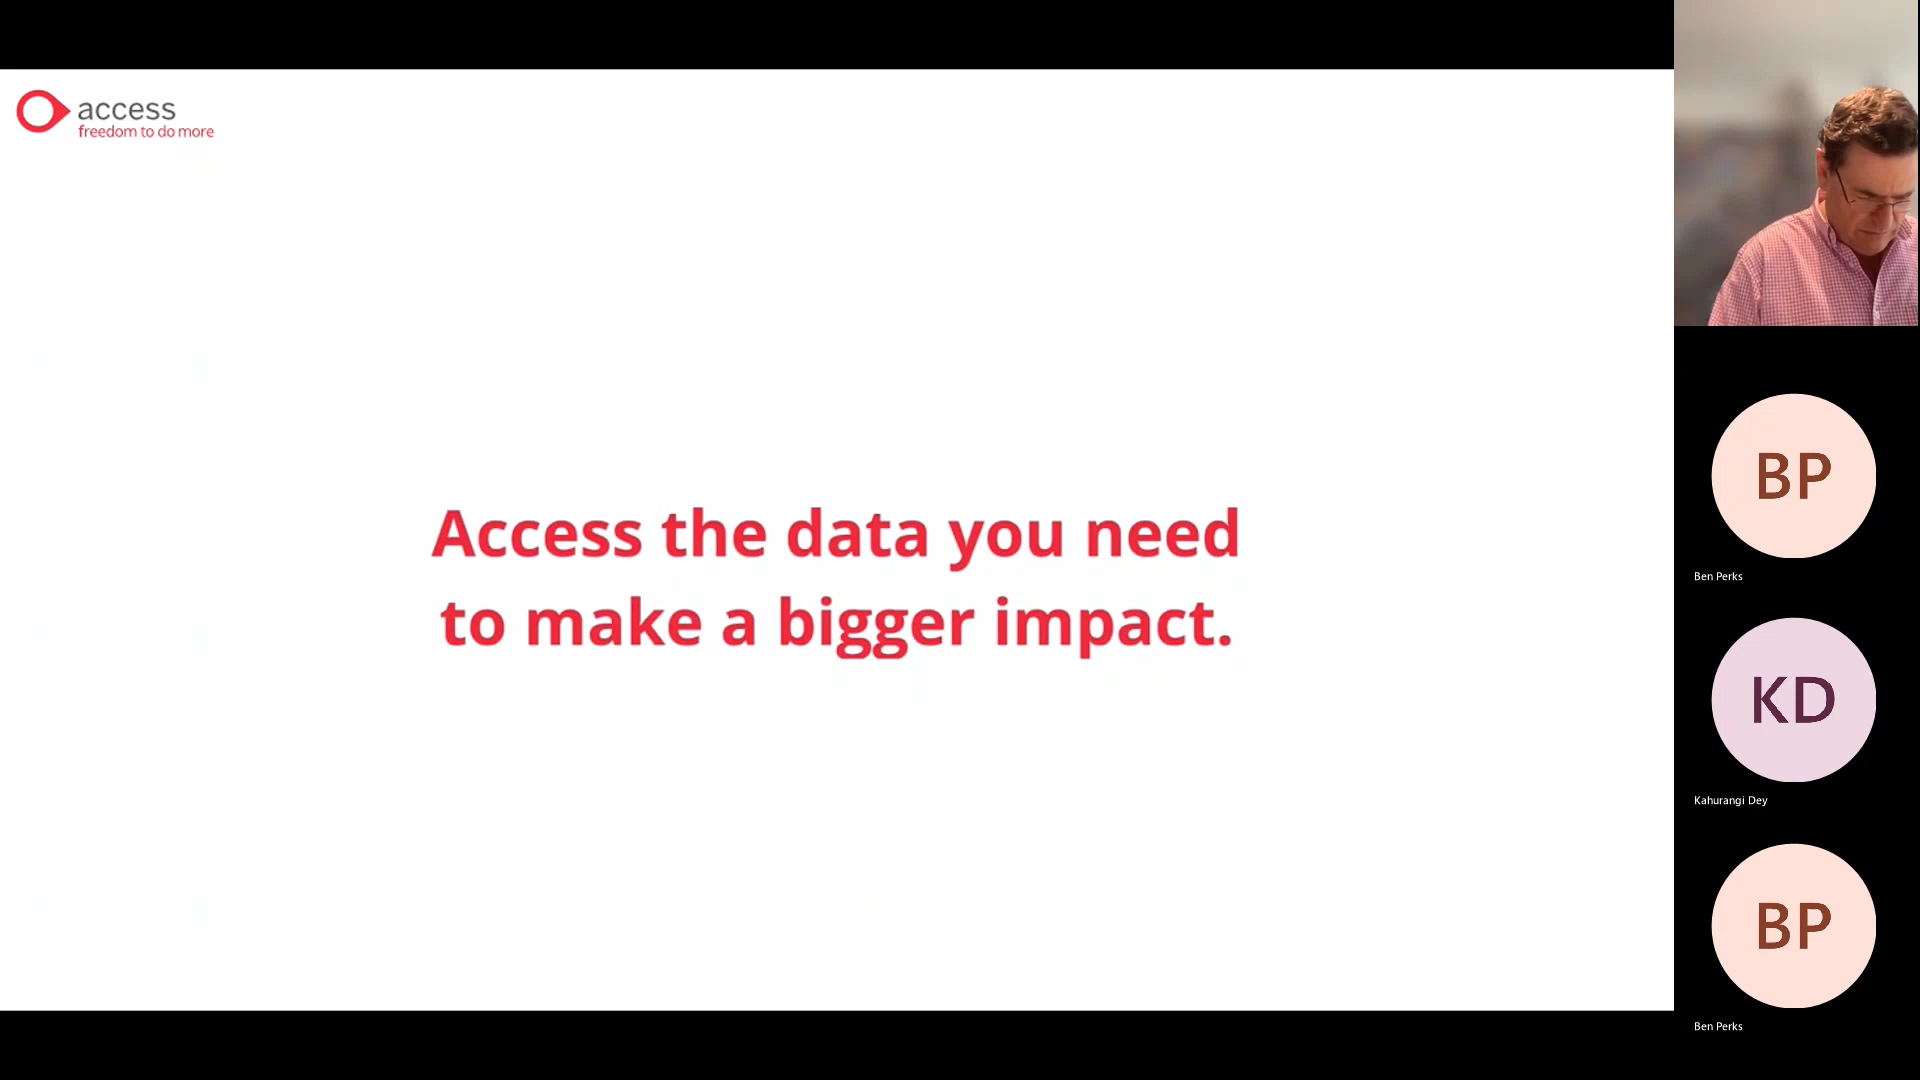 access
freedom to do more
Access the data you need
to make a bigger impact.
BP
Ben Perks
KD
Kahurangi Dey
BP
Ben Perks